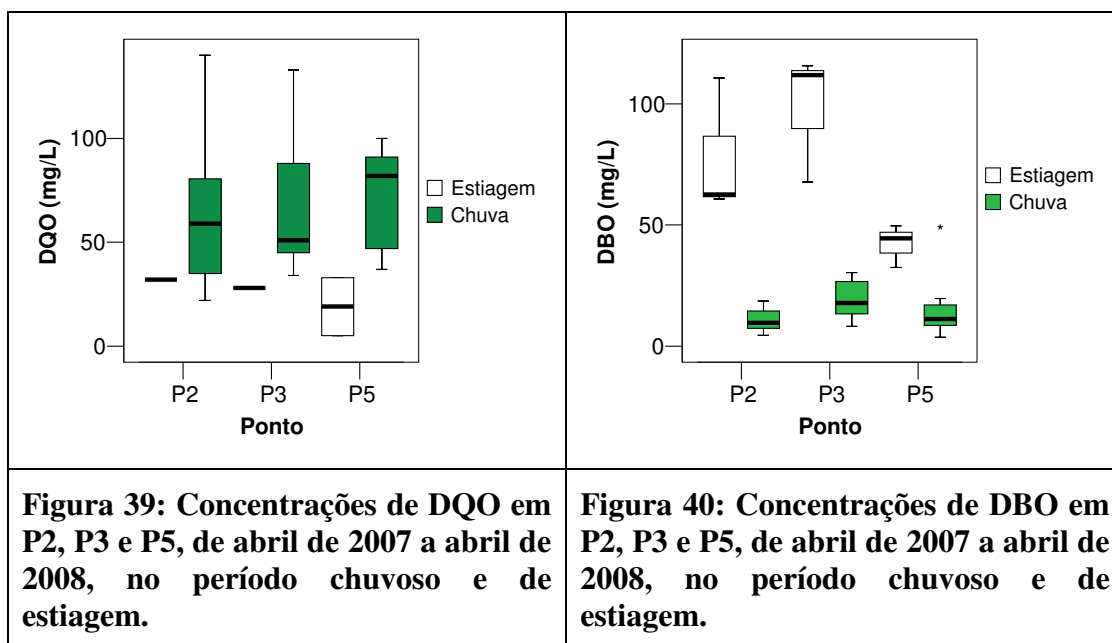 DQO (mg/L)
100
50
0
P2
P3
P5
Ponto
Estiagem
Chuva
DBO (mg/L)
100
50
0
P2
P3
P5
Ponto
Estiagem
Chuva
*
Figura 39: Concentrações de DQO em
P2, P3 e P5, de abril de 2007 a abril de
2008, no período chuvoso e de
estiagem.
Figura 40: Concentrações de DBO em
P2, P3 e P5, de abril de 2007 a abril de
2008, no período chuvoso e de
estiagem.